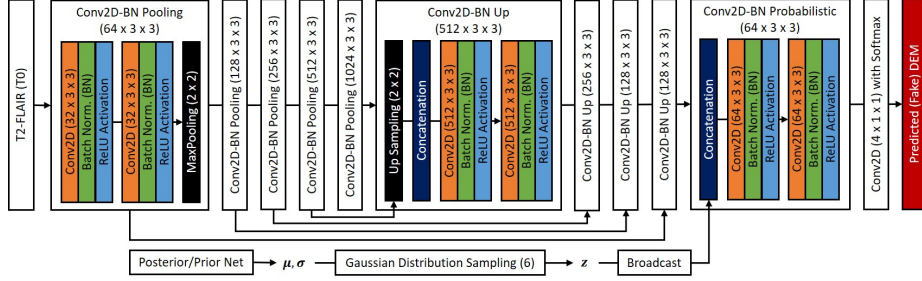 T2-FLAIR (T0)
Conv2D-BN Pooling
(64 x 3 x 3)
Conv2D (32 x 3 x 3)
Batch Norm. (BN)
ReLU Activation
Conv2D (32 x 3 x 3)
Batch Norm. (BN)
ReLU Activation
MaxPooling (2 x 2)
Conv2D-BN Pooling (128 x 3 x 3)
Conv2D-BN Pooling (256 x 3 x 3)
Conv2D-BN Pooling (512 x 3 x 3)
Conv2D-BN Pooling (1024 x 3 x 3)
Conv2D-BN Up
(512 x 3 x 3)
Up Sampling (2 x 2)
Concatenation
Conv2D (512 x 3 x 3)
Batch Norm. (BN)
ReLU Activation
Conv2D (512 x 3 x 3)
Batch Norm. (BN)
ReLU Activation
Conv2D-BN Up (256 x 3 x 3)
Conv2D-BN Up (128 x 3 x 3)
Conv2D-BN Up (128 x 3 x 3)
Conv2D-BN Probabilistic
(64 x 3 x 3)
Concatenation
Conv2D (64 x 3 x 3)
Batch Norm. (BN)
ReLU Activation
Conv2D (64 x 3 x 3)
Batch Norm. (BN)
ReLU Activation
Conv2D (4 x 1 x 1) with Softmax
Predicted (Fake) DEM
Posterior/Prior Net
μ, σ
Gaussian Distribution Sampling (6)
z
Broadcast